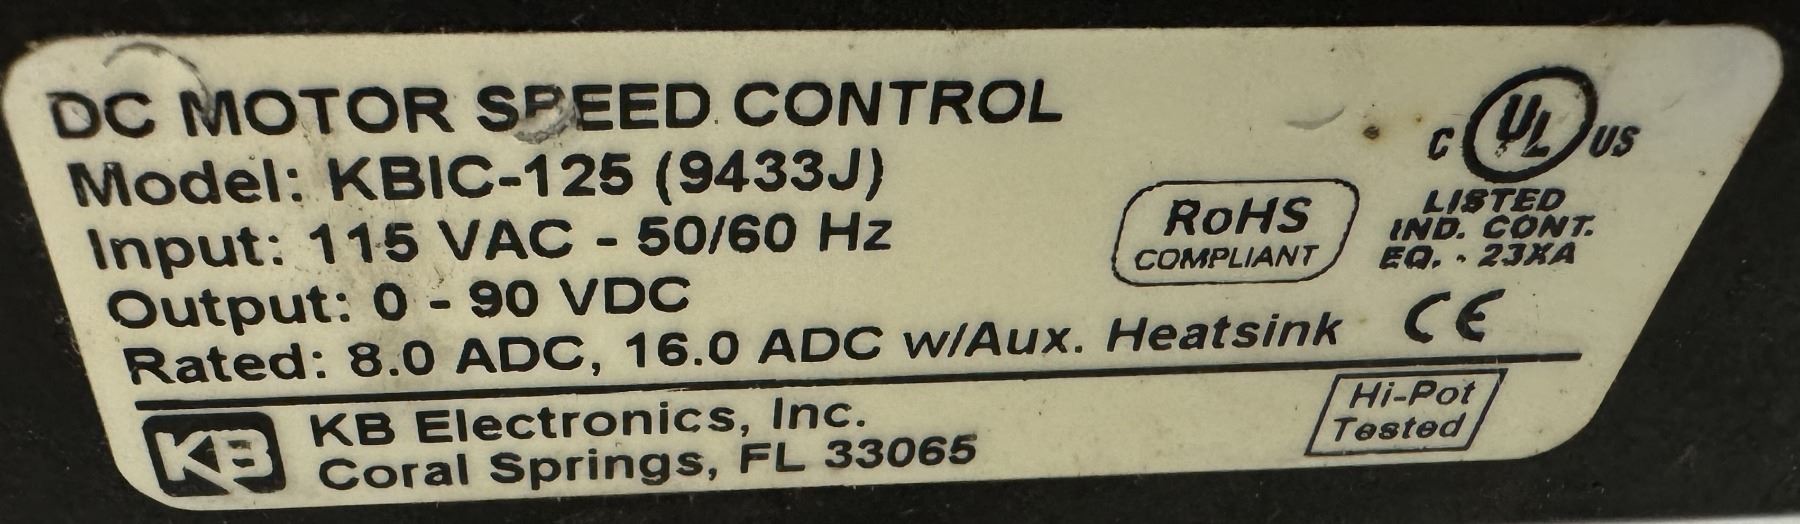 DC MOTOR SPEED CONTROL
Model: KBIC-125 (9433J)
Input: 115 VAC - 50/60 Hz
Output: 0 - 90 VDC
Rated: 8.0 ADC, 16.0 ADC w/Aux. Heatsink
RoHS
COMPLIANT
C UL US
LISTED
IND. CONT.
EQ. - 23XA
CE
KB
KB Electronics, Inc.
Coral Springs, FL 33065
Hi-Pot
Tested